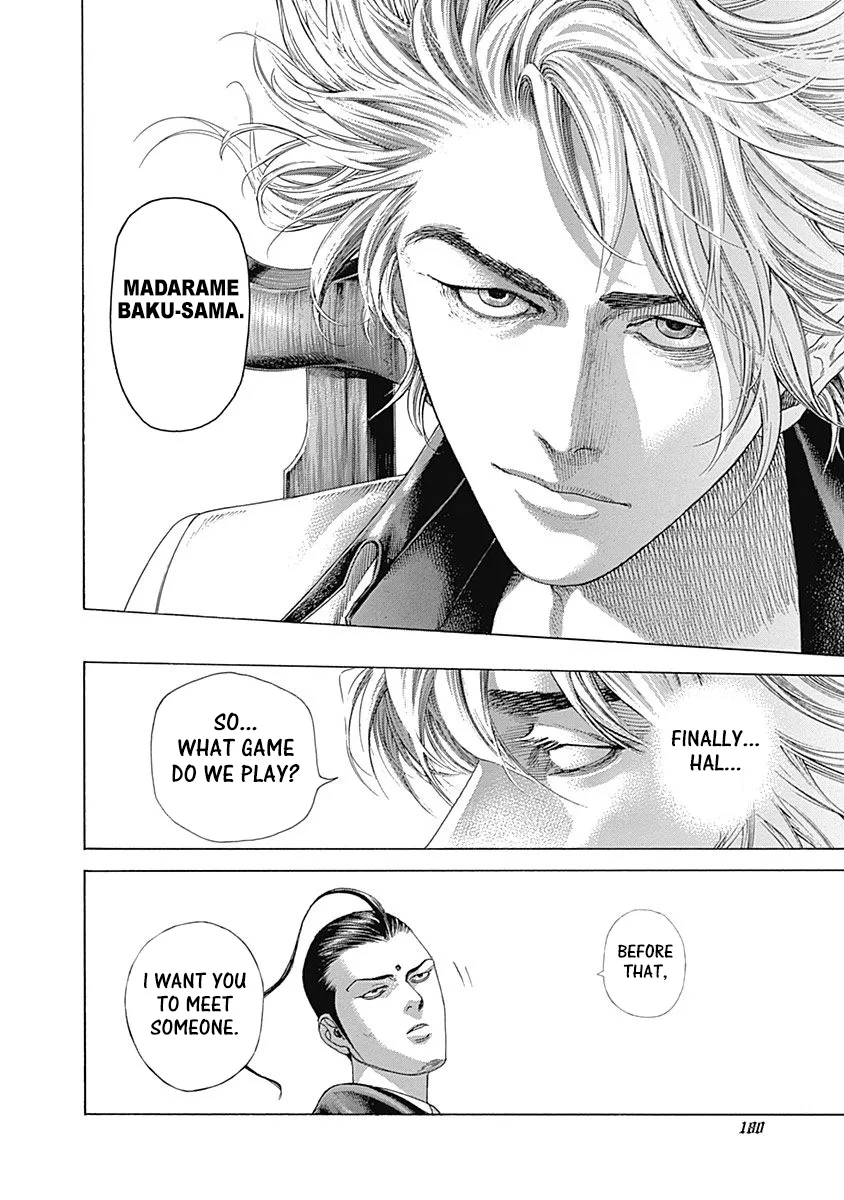 MADARAME
BAKU-SAMA.
FINALLY...
HAL...
SO...
WHAT GAME
DO WE PLAY?
BEFORE
THAT,
I WANT YOU
TO MEET
SOMEONE.
180